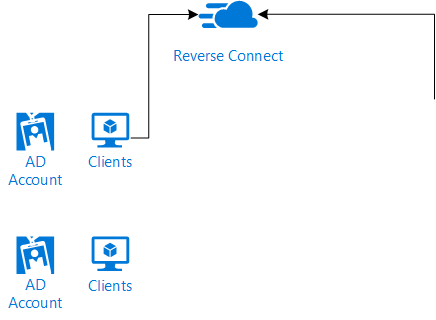 Reverse Connect
AD
Account
Clients
AD
Account
Clients